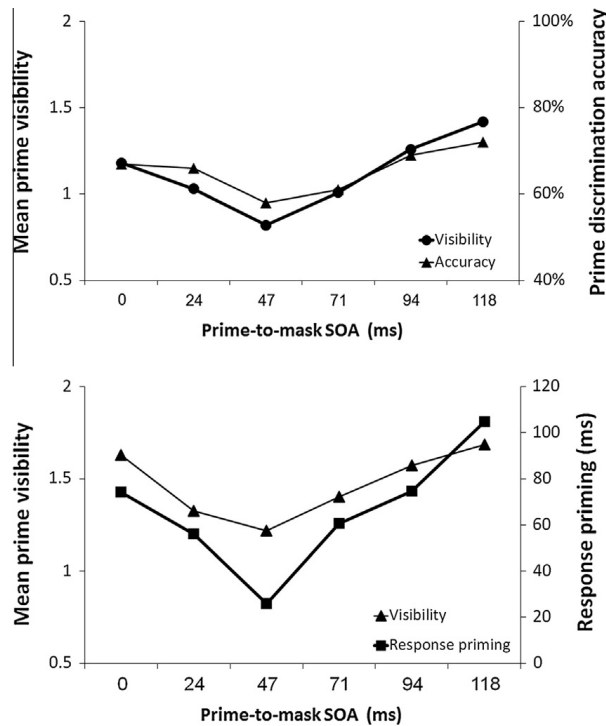 Mean prime visibility
2
1.5
1
0.5
100%
80%
60%
40%
Prime discrimination accuracy
Visibility
Accuracy
0 24 47 71 94 118
Prime-to-mask SOA (ms)
Mean prime visibility
2
1.5
1
0.5
120
100
80
60
40
20
0
Response priming (ms)
Visibility
Response priming
0 24 47 71 94 118
Prime-to-mask SOA (ms)